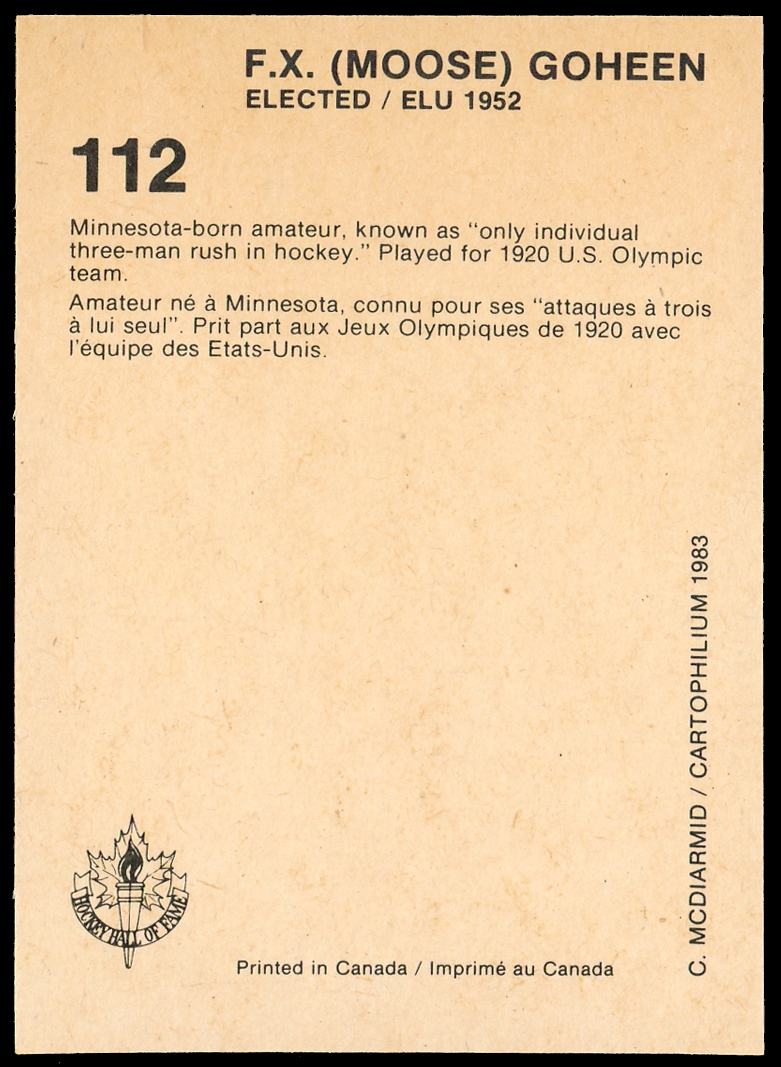 F.X. (MOOSE) GOHEEN
ELECTED / ELU 1952
112
Minnesota-born amateur, known as "only individual
three-man rush in hockey." Played for 1920 U.S. Olympic
team.
Amateur né à Minnesota, connu pour ses "attaques à trois
à lui seul". Prit part aux Jeux Olympiques de 1920 avec
l'équipe des Etats-Unis.
C. MCDIARMID / CARTOPHILIUM 1983
HOCKEY HALL OF FAME
Printed in Canada / Imprimé au Canada